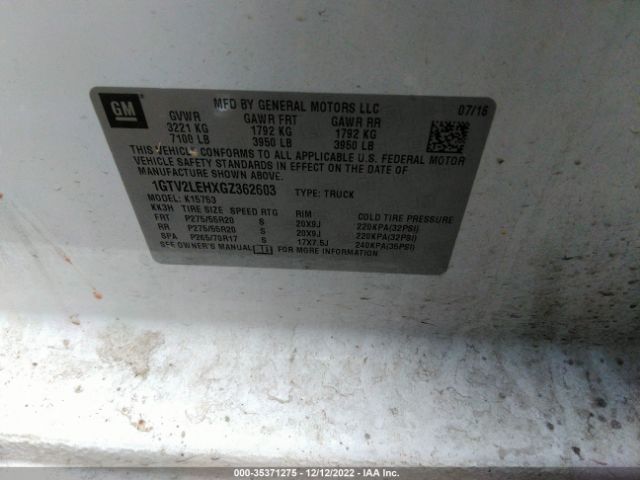 GM
MFD BY GENERAL MOTORS LLC 07/16
GVWR GAWR FRT GAWR RR
3221 KG 1792 KG 1792 KG
7100 LB 3950 LB 3950 LB
THIS VEHICLE CONFORMS TO ALL APPLICABLE U.S. FEDERAL MOTOR
VEHICLE SAFETY STANDARDS IN EFFECT ON THE DATE OF
MANUFACTURE SHOWN ABOVE.
1GTV2LEHXGZ362603 TYPE: TRUCK
MODEL: K15753
KK3H TIRE SIZE SPEED RTG RIM COLD TIRE PRESSURE
FRT P275/55R20 S 20X9J 220KPA(32PSI)
RR P275/55R20 S 20X9J 220KPA(32PSI)
SPA P265/70R17 S 17X7.5J 240KPA(35PSI)
SEE OWNER'S MANUAL FOR MORE INFORMATION
000-35371275 - 12/12/2022 - IAA Inc.